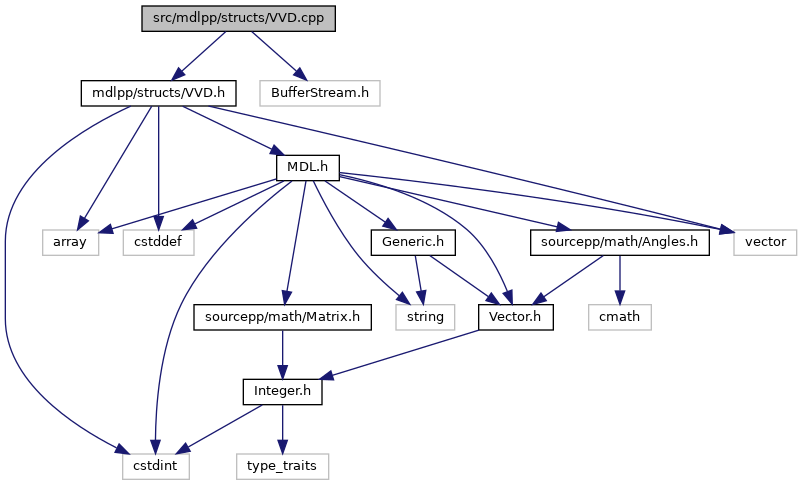 src/mdlpp/structs/VVD.cpp
mdlpp/structs/VVD.h
BufferStream.h
MDL.h
array
cstddef
Generic.h
sourcepp/math/Angles.h
vector
sourcepp/math/Matrix.h
string
Vector.h
cmath
Integer.h
cstdint
type_traits